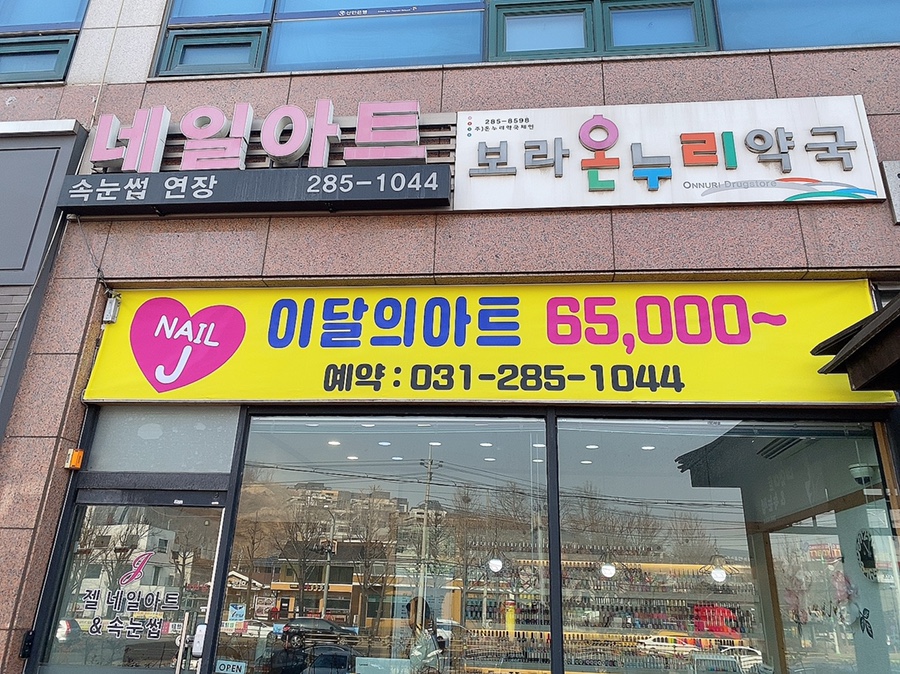 네일아트
속눈썹 연장 285-1044
285-8598
주)온누리약국체인
보라온누리약국
ONNURI Drugstore
NAIL
J
이달의아트 65,000~
예약 : 031-285-1044
J
젤 네일아트
& 속눈썹
OPEN